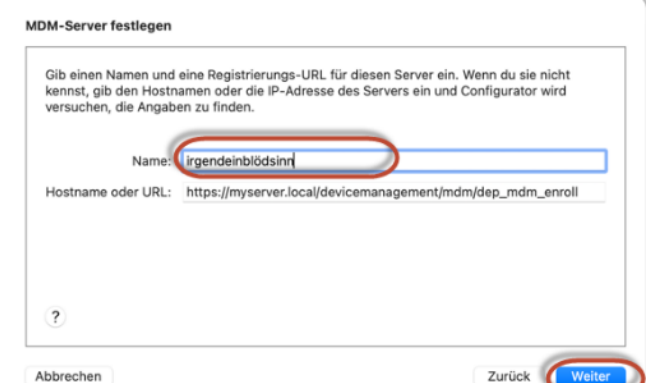 MDM-Server festlegen
Gib einen Namen und eine Registrierungs-URL für diesen Server ein. Wenn du sie nicht
kennst, gib den Hostnamen oder die IP-Adresse des Servers ein und Configurator wird
versuchen, die Angaben zu finden.
Name: irgendeinblödsinn
Hostname oder URL: https://myserver.local/devicemanagement/mdm/dep_mdm_enroll
?
Abbrechen Zurück Weiter